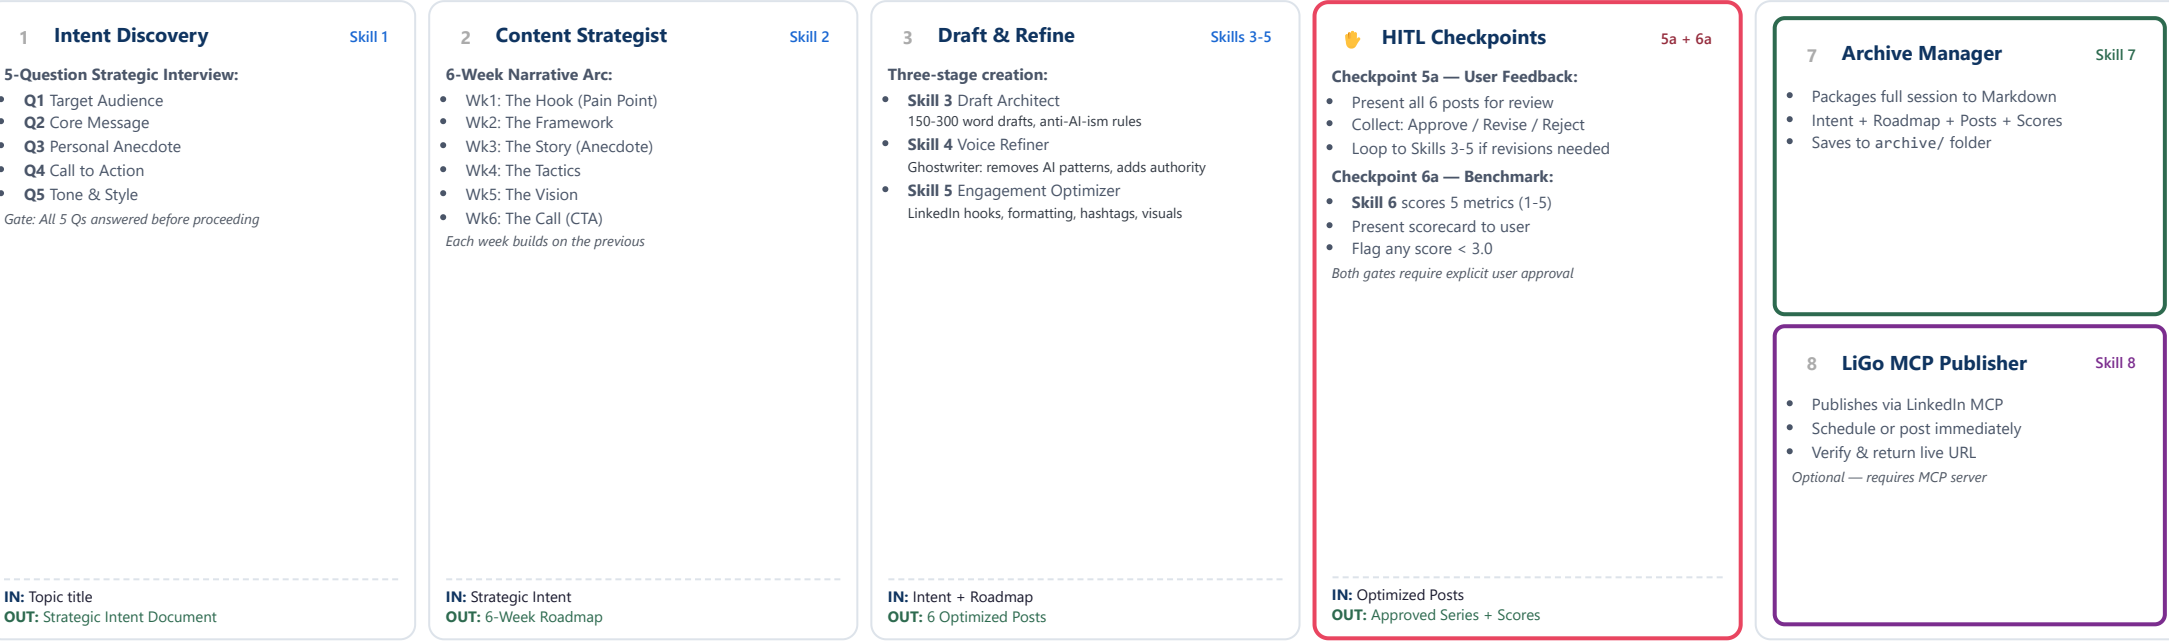 1 Intent Discovery Skill 1
5-Question Strategic Interview:
• Q1 Target Audience
• Q2 Core Message
• Q3 Personal Anecdote
• Q4 Call to Action
• Q5 Tone & Style
Gate: All 5 Qs answered before proceeding
IN: Topic title
OUT: Strategic Intent Document
2 Content Strategist Skill 2
6-Week Narrative Arc:
• Wk1: The Hook (Pain Point)
• Wk2: The Framework
• Wk3: The Story (Anecdote)
• Wk4: The Tactics
• Wk5: The Vision
• Wk6: The Call (CTA)
Each week builds on the previous
IN: Strategic Intent
OUT: 6-Week Roadmap
3 Draft & Refine Skills 3-5
Three-stage creation:
• Skill 3 Draft Architect
150-300 word drafts, anti-AI-ism rules
• Skill 4 Voice Refiner
Ghostwriter: removes AI patterns, adds authority
• Skill 5 Engagement Optimizer
LinkedIn hooks, formatting, hashtags, visuals
IN: Intent + Roadmap
OUT: 6 Optimized Posts
✋ HITL Checkpoints 5a + 6a
Checkpoint 5a — User Feedback:
• Present all 6 posts for review
• Collect: Approve / Revise / Reject
• Loop to Skills 3-5 if revisions needed
Checkpoint 6a — Benchmark:
• Skill 6 scores 5 metrics (1-5)
• Present scorecard to user
• Flag any score < 3.0
Both gates require explicit user approval
IN: Optimized Posts
OUT: Approved Series + Scores
7 Archive Manager Skill 7
• Packages full session to Markdown
• Intent + Roadmap + Posts + Scores
• Saves to archive/ folder
8 LiGo MCP Publisher Skill 8
• Publishes via LinkedIn MCP
• Schedule or post immediately
• Verify & return live URL
Optional — requires MCP server